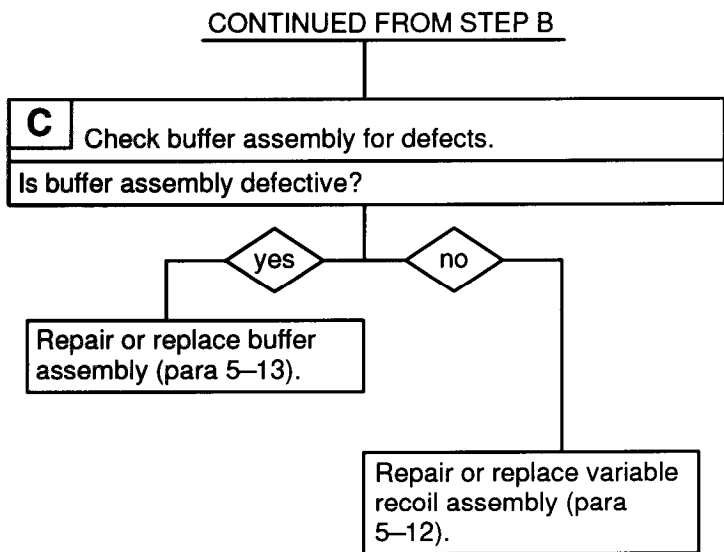 CONTINUED FROM STEP B
C Check buffer assembly for defects.
Is buffer assembly defective?
yes
no
Repair or replace buffer
assembly (para 5–13).
Repair or replace variable
recoil assembly (para
5–12).